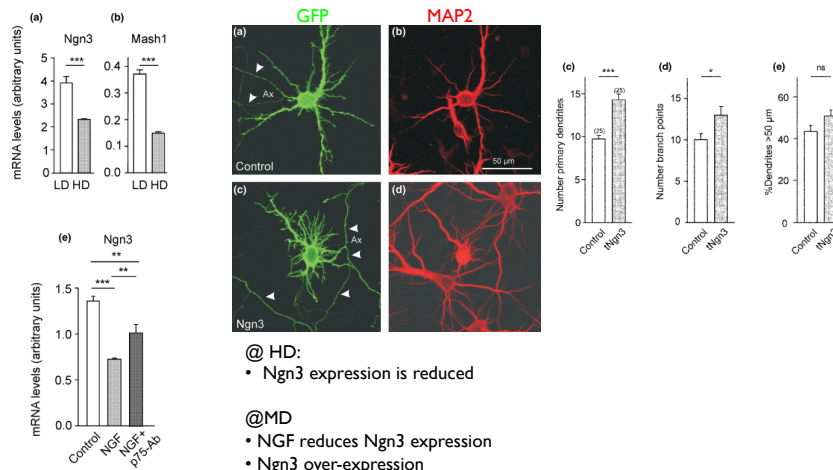 (a)
Ngn3
***
mRNA levels (arbitrary units)
5
4
3
2
1
0
LD HD
(b)
Mash1
***
0.4
0.3
0.2
0.1
0.0
LD HD
GFP
MAP2
(a)
Ax
Control
(b)
50 µm
(c)
Ax
Ngn3
(d)
(c)
***
Number primary dendrites
15
10
5
0
(25)
(25)
Control
tNgn3
(d)
*
Number branch points
15
10
5
0
Control
tNgn3
(e)
ns
%Dendrites >50 µm
60
40
20
0
Control
tNgn3
(e)
Ngn3
**
**
***
mRNA levels (arbitrary units)
1.5
1.0
0.5
0.0
Control
NGF
NGF+
p75-Ab
@ HD:
• Ngn3 expression is reduced
@MD
• NGF reduces Ngn3 expression
• Ngn3 over-expression